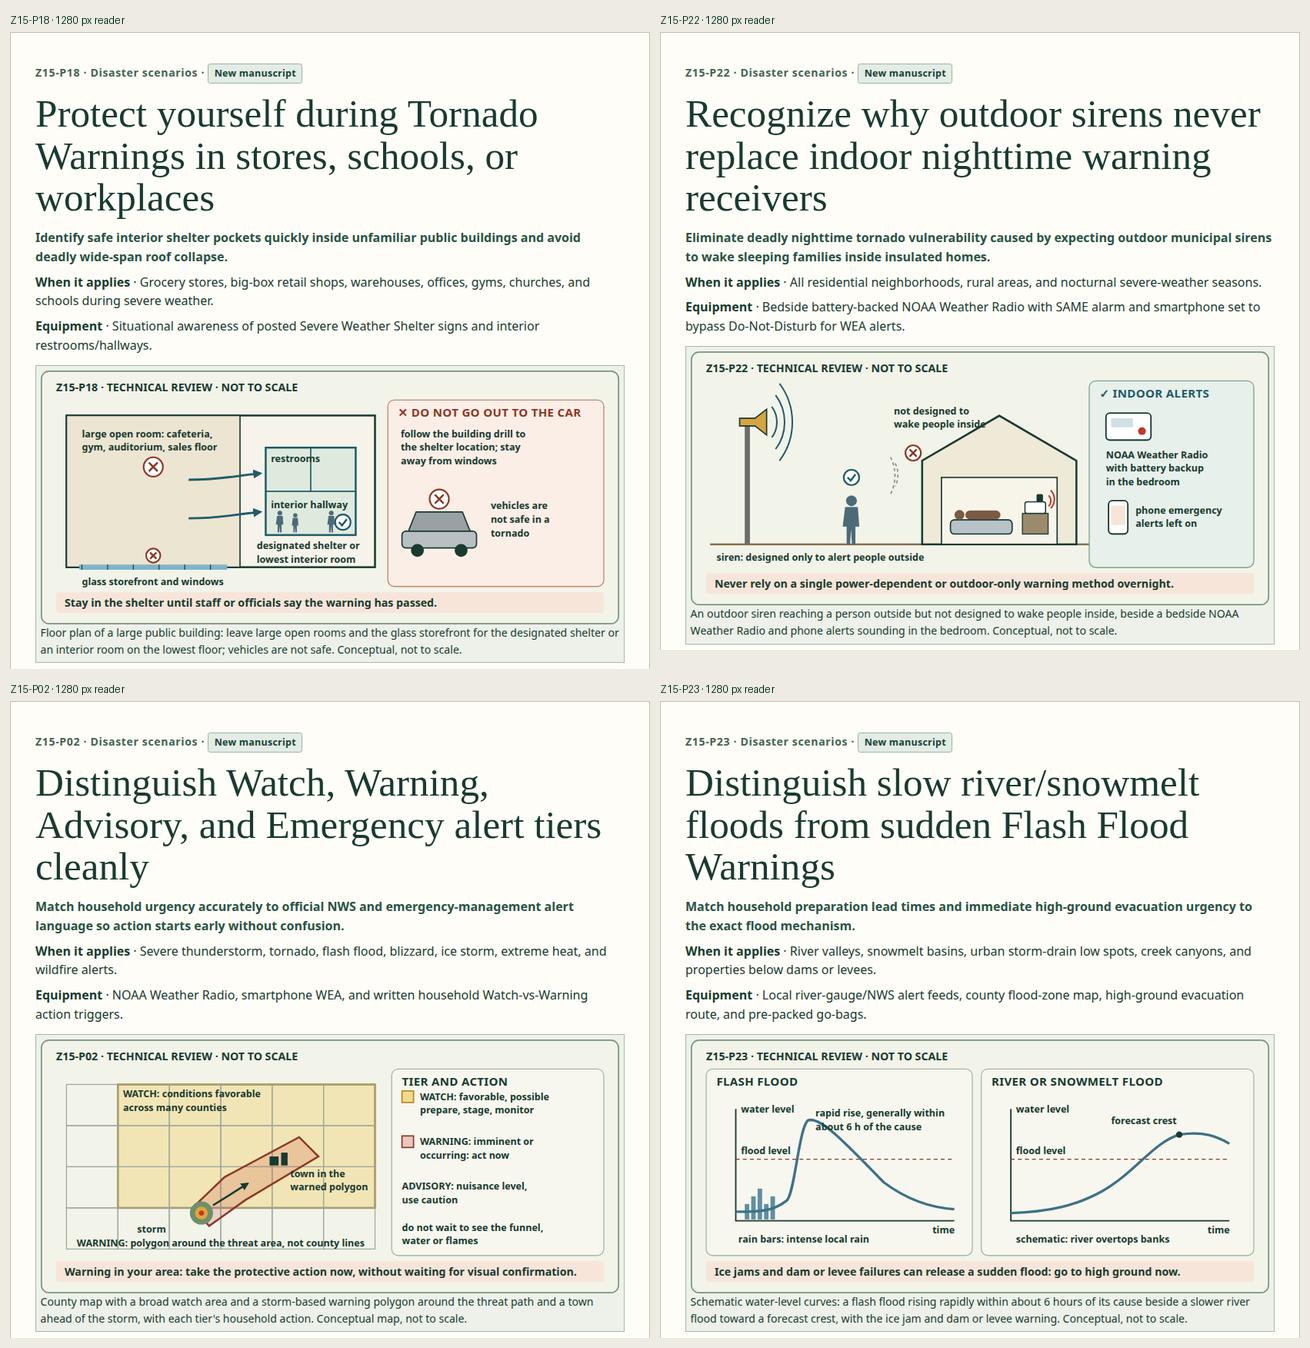 Z15-P18 · 1280 px reader
Z15-P18 · Disaster scenarios · New manuscript
Protect yourself during Tornado
Warnings in stores, schools, or
workplaces
Identify safe interior shelter pockets quickly inside unfamiliar public buildings and avoid
deadly wide-span roof collapse.
When it applies · Grocery stores, big-box retail shops, warehouses, offices, gyms, churches, and
schools during severe weather.
Equipment · Situational awareness of posted Severe Weather Shelter signs and interior
restrooms/hallways.
Z15-P18 · TECHNICAL REVIEW · NOT TO SCALE
large open room: cafeteria,
gym, auditorium, sales floor
restrooms
interior hallway
designated shelter or
lowest interior room
glass storefront and windows
✕ DO NOT GO OUT TO THE CAR
follow the building drill to
the shelter location; stay
away from windows
vehicles are
not safe in a
tornado
Stay in the shelter until staff or officials say the warning has passed.
Floor plan of a large public building: leave large open rooms and the glass storefront for the designated shelter or
an interior room on the lowest floor; vehicles are not safe. Conceptual, not to scale.
Z15-P22 · 1280 px reader
Z15-P22 · Disaster scenarios · New manuscript
Recognize why outdoor sirens never
replace indoor nighttime warning
receivers
Eliminate deadly nighttime tornado vulnerability caused by expecting outdoor municipal sirens
to wake sleeping families inside insulated homes.
When it applies · All residential neighborhoods, rural areas, and nocturnal severe-weather seasons.
Equipment · Bedside battery-backed NOAA Weather Radio with SAME alarm and smartphone set to
bypass Do-Not-Disturb for WEA alerts.
Z15-P22 · TECHNICAL REVIEW · NOT TO SCALE
not designed to
wake people inside
siren: designed only to alert people outside
✓ INDOOR ALERTS
NOAA Weather Radio
with battery backup
in the bedroom
phone emergency
alerts left on
Never rely on a single power-dependent or outdoor-only warning method overnight.
An outdoor siren reaching a person outside but not designed to wake people inside, beside a bedside NOAA
Weather Radio and phone alerts sounding in the bedroom. Conceptual, not to scale.
Z15-P02 · 1280 px reader
Z15-P02 · Disaster scenarios · New manuscript
Distinguish Watch, Warning,
Advisory, and Emergency alert tiers
cleanly
Match household urgency accurately to official NWS and emergency-management alert
language so action starts early without confusion.
When it applies · Severe thunderstorm, tornado, flash flood, blizzard, ice storm, extreme heat, and
wildfire alerts.
Equipment · NOAA Weather Radio, smartphone WEA, and written household Watch-vs-Warning
action triggers.
Z15-P02 · TECHNICAL REVIEW · NOT TO SCALE
WATCH: conditions favorable
across many counties
town in the
warned polygon
storm
WARNING: polygon around the threat area, not county lines
TIER AND ACTION
WATCH: favorable, possible
prepare, stage, monitor
WARNING: imminent or
occurring: act now
ADVISORY: nuisance level,
use caution
do not wait to see the funnel,
water or flames
Warning in your area: take the protective action now, without waiting for visual confirmation.
County map with a broad watch area and a storm-based warning polygon around the threat path and a town
ahead of the storm, with each tier's household action. Conceptual map, not to scale.
Z15-P23 · 1280 px reader
Z15-P23 · Disaster scenarios · New manuscript
Distinguish slow river/snowmelt
floods from sudden Flash Flood
Warnings
Match household preparation lead times and immediate high-ground evacuation urgency to
the exact flood mechanism.
When it applies · River valleys, snowmelt basins, urban storm-drain low spots, creek canyons, and
properties below dams or levees.
Equipment · Local river-gauge/NWS alert feeds, county flood-zone map, high-ground evacuation
route, and pre-packed go-bags.
Z15-P23 · TECHNICAL REVIEW · NOT TO SCALE
FLASH FLOOD
water level
rapid rise, generally within
about 6 h of the cause
flood level
time
rain bars: intense local rain
RIVER OR SNOWMELT FLOOD
water level
forecast crest
flood level
time
schematic: river overtops banks
Ice jams and dam or levee failures can release a sudden flood: go to high ground now.
Schematic water-level curves: a flash flood rising rapidly within about 6 hours of its cause beside a slower river
flood toward a forecast crest, with the ice jam and dam or levee warning. Conceptual, not to scale.